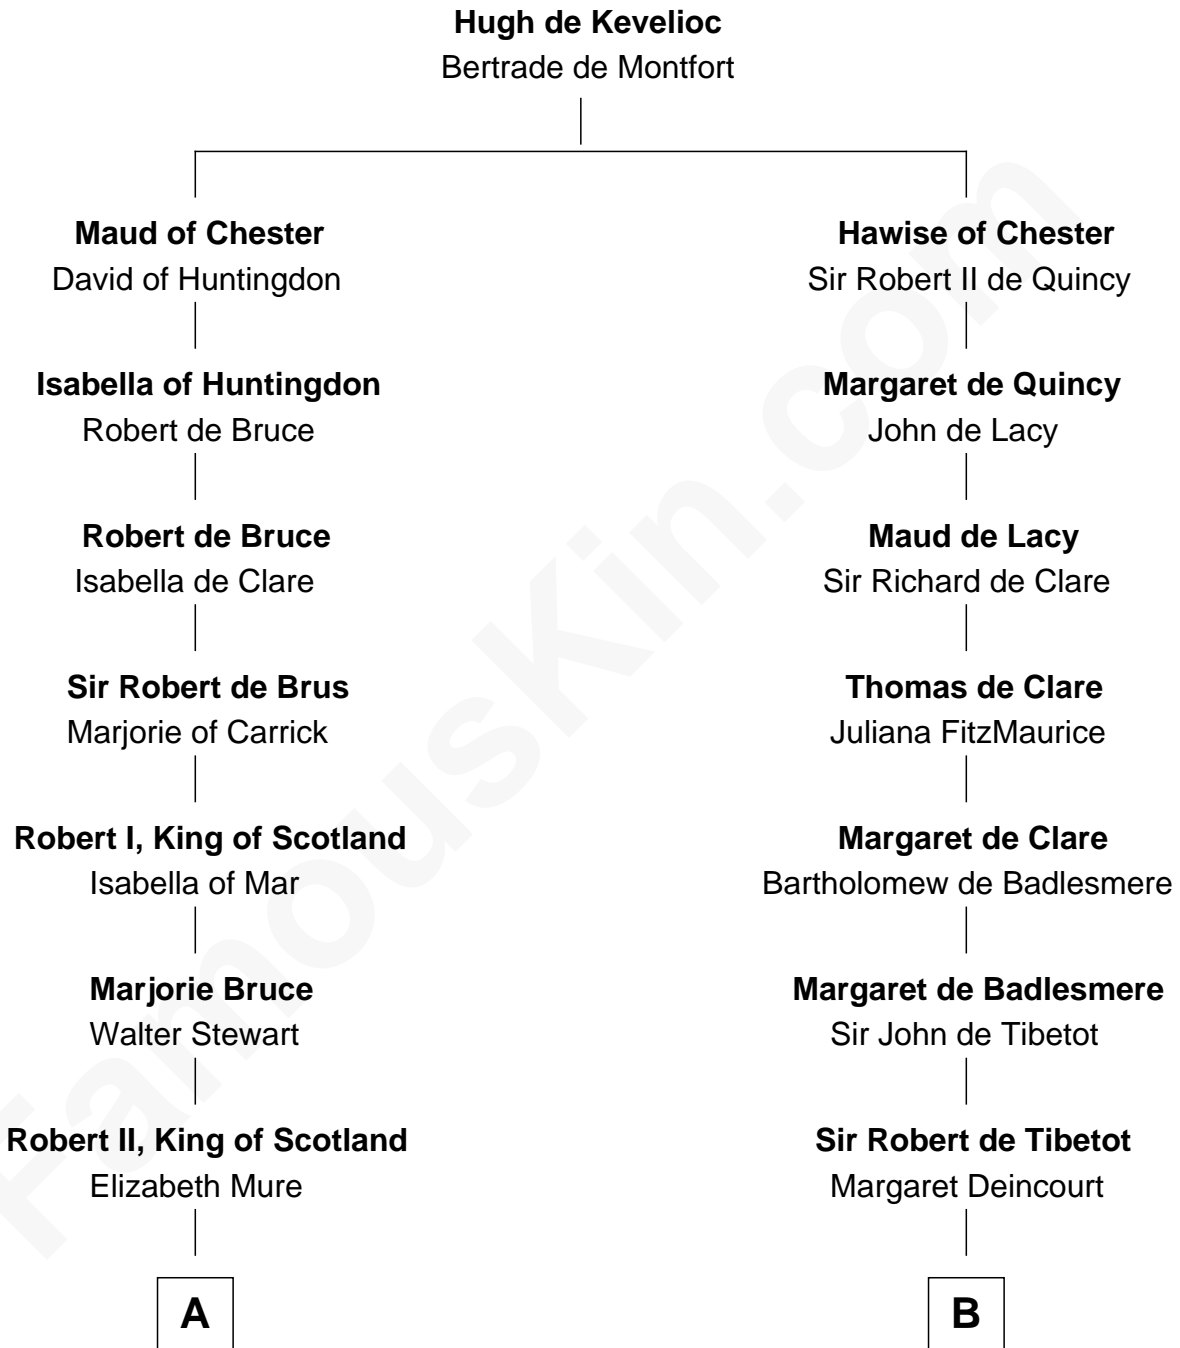 Hugh de Kevelioc
Bertrade de Montfort
Maud of Chester
David of Huntingdon
Isabella of Huntingdon
Robert de Bruce
Robert de Bruce
Isabella de Clare
Sir Robert de Brus
Marjorie of Carrick
Robert I, King of Scotland
Isabella of Mar
Marjorie Bruce
Walter Stewart
Robert II, King of Scotland
Elizabeth Mure
A
Hawise of Chester
Sir Robert II de Quincy
Margaret de Quincy
John de Lacy
Maud de Lacy
Sir Richard de Clare
Thomas de Clare
Juliana FitzMaurice
Margaret de Clare
Bartholomew de Badlesmere
Margaret de Badlesmere
Sir John de Tibetot
Sir Robert de Tibetot
Margaret Deincourt
B
FamousKin.com